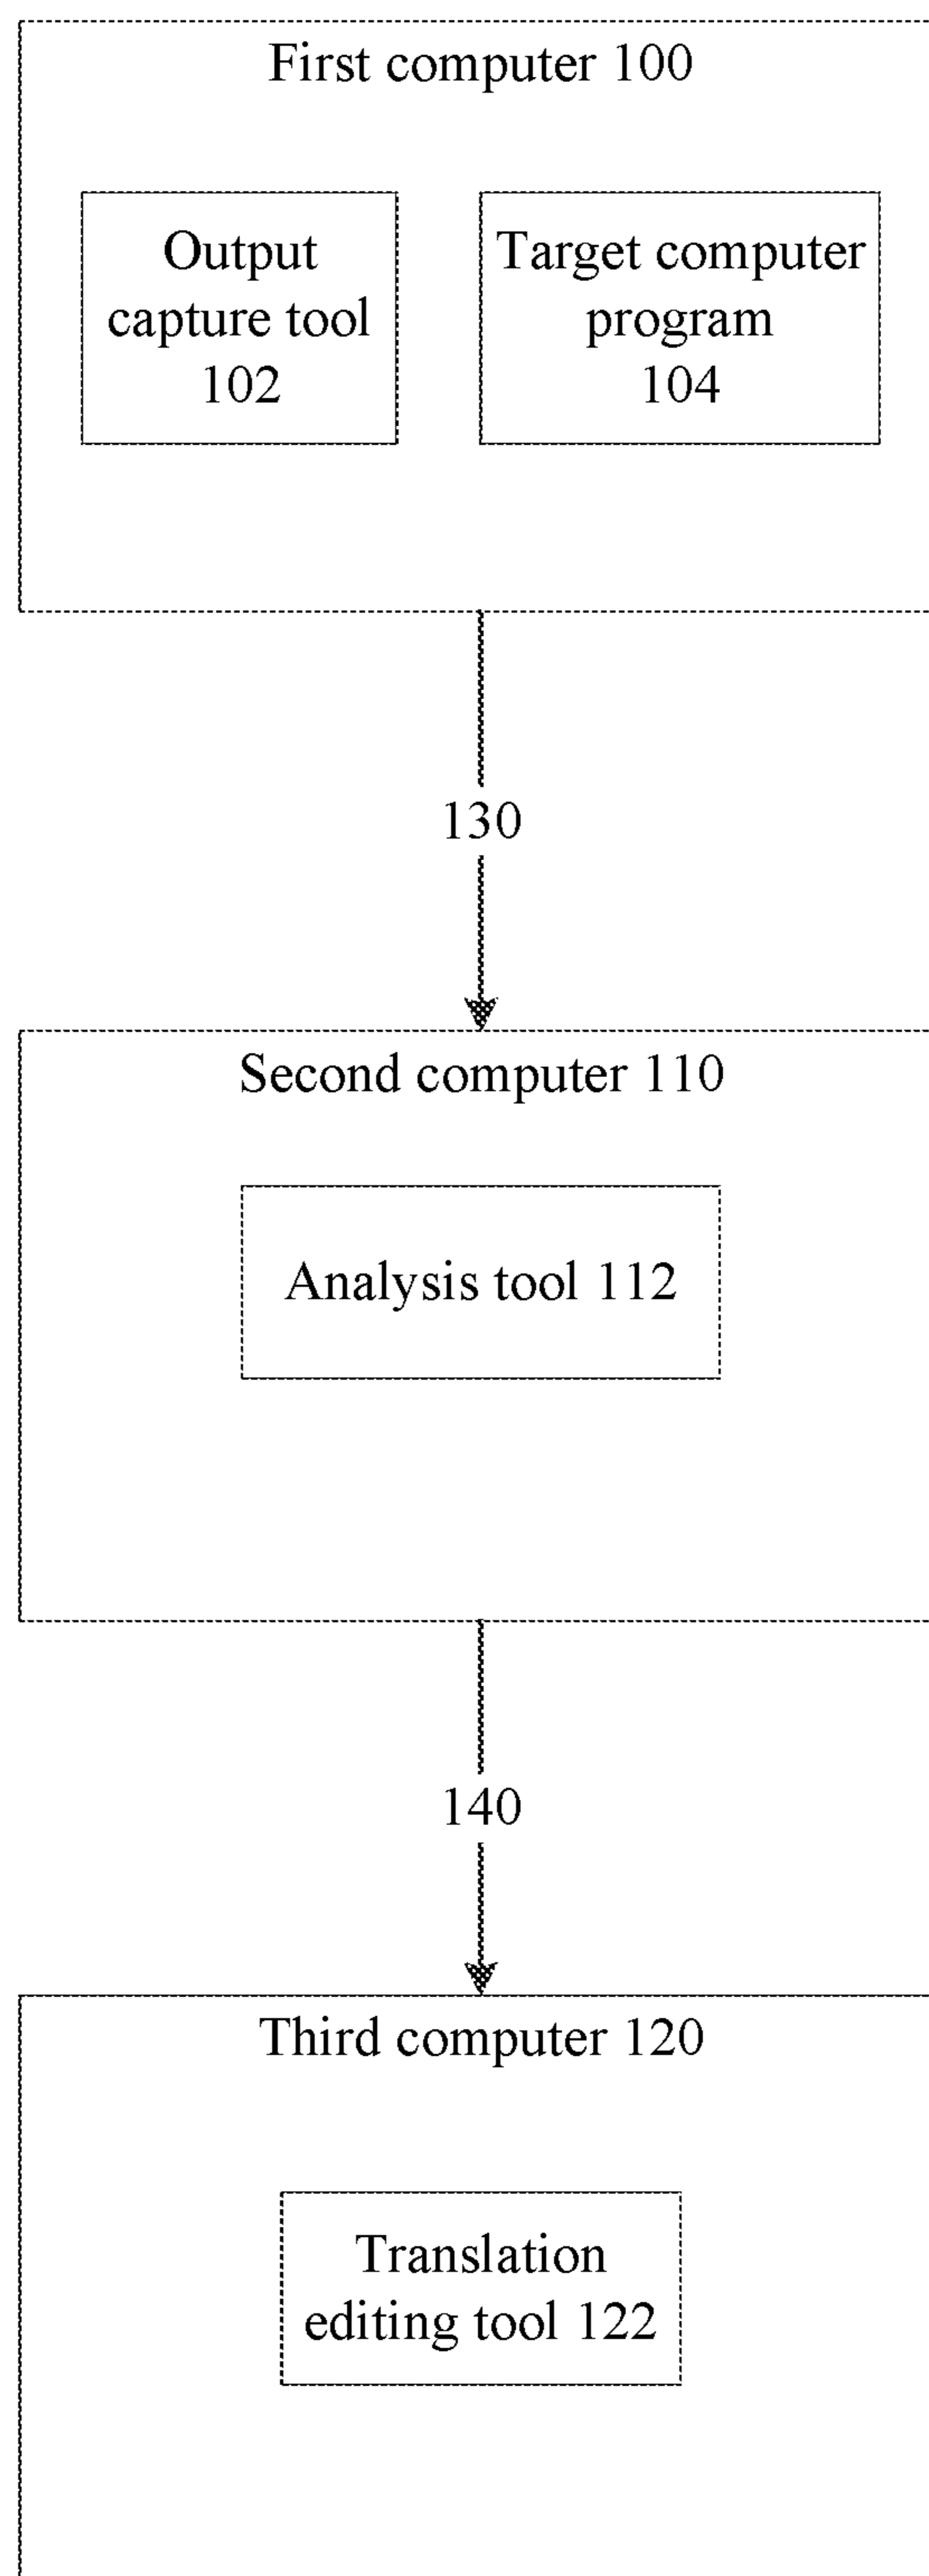 First computer 100
Output
capture tool
102
Target computer
program
104
130
Second computer 110
Analysis tool 112
140
Third computer 120
Translation
editing tool 122